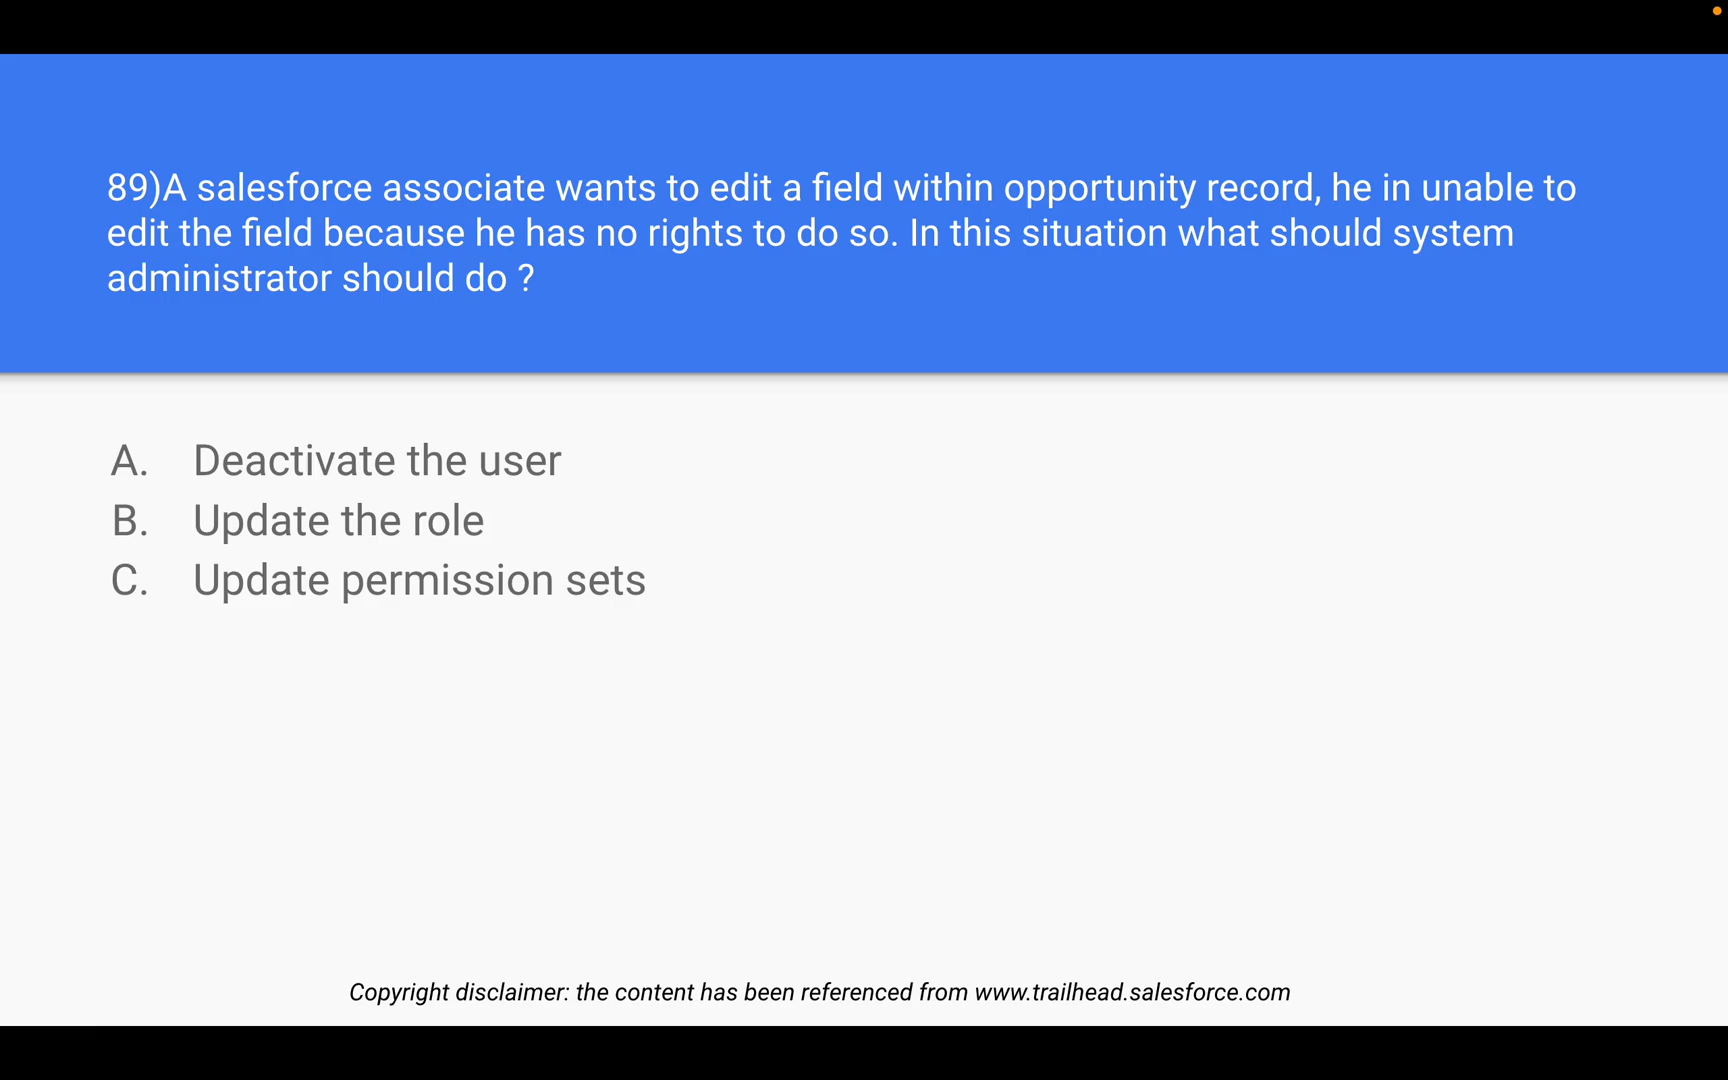 89)A salesforce associate wants to edit a field within opportunity record, he in unable to
edit the field because he has no rights to do so. In this situation what should system
administrator should do ?
A. Deactivate the user
B. Update the role
C. Update permission sets
Copyright disclaimer: the content has been referenced from www.trailhead.salesforce.com